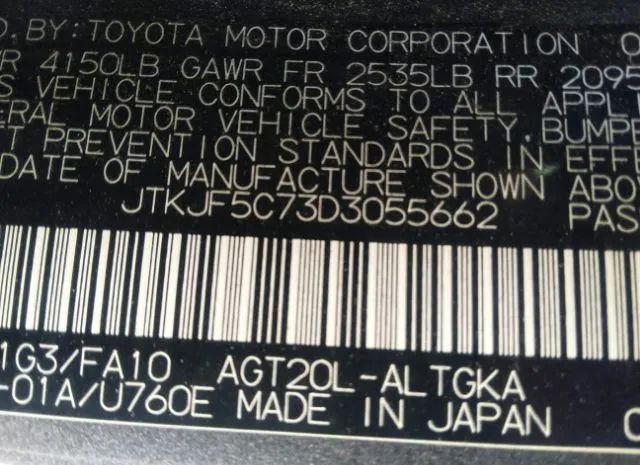 D.BY:TOYOTA MOTOR CORPORATION
WR 4150LB GAWR FR 2535LB RR 2095
S VEHICLE CONFORMS TO ALL APPL
ERAL MOTOR VEHICLE SAFETY,BUMP
T PREVENTION STANDARDS IN EFFE
DATE OF MANUFACTURE SHOWN ABO
JTKJF5C73D3055662 PAS
1G3/FA10 AGT20L-ALTGKA
-01A/U760E MADE IN JAPAN